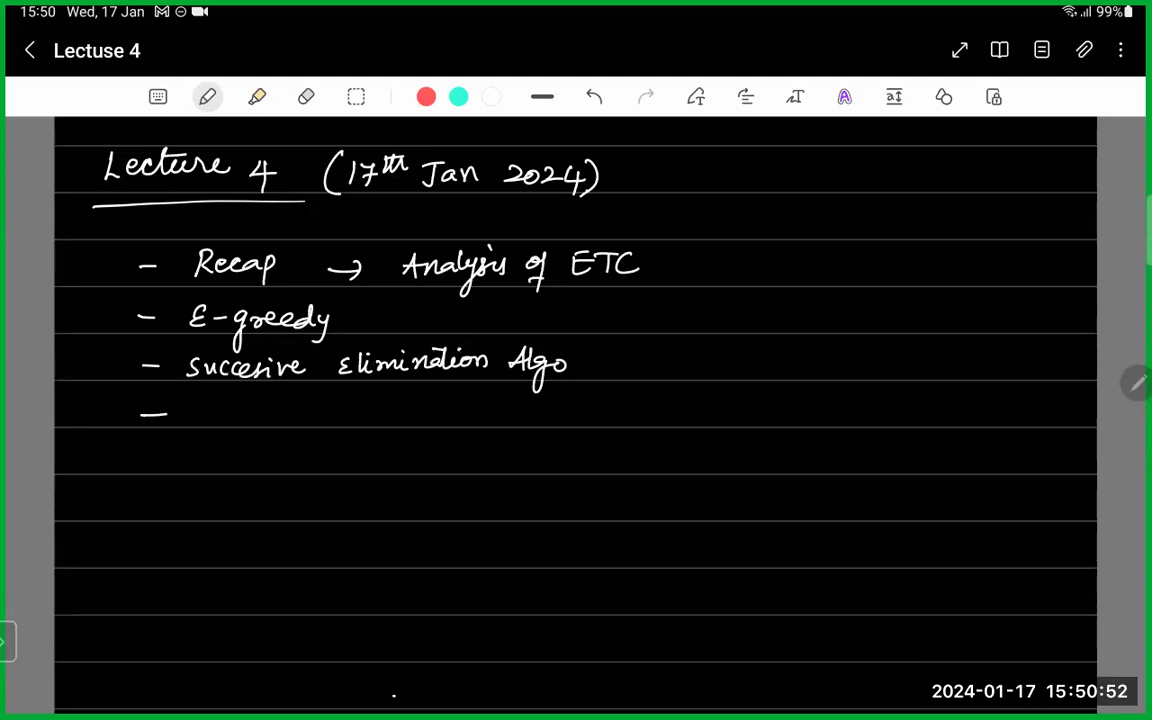 15:50 Wed, 17 Jan 99%
Lectuse 4
Lecture 4 (17th Jan 2024)
- Recap → Analysis of ETC
- ε-greedy
- Succesive Elimination Algo
-
2024-01-17 15:50:52